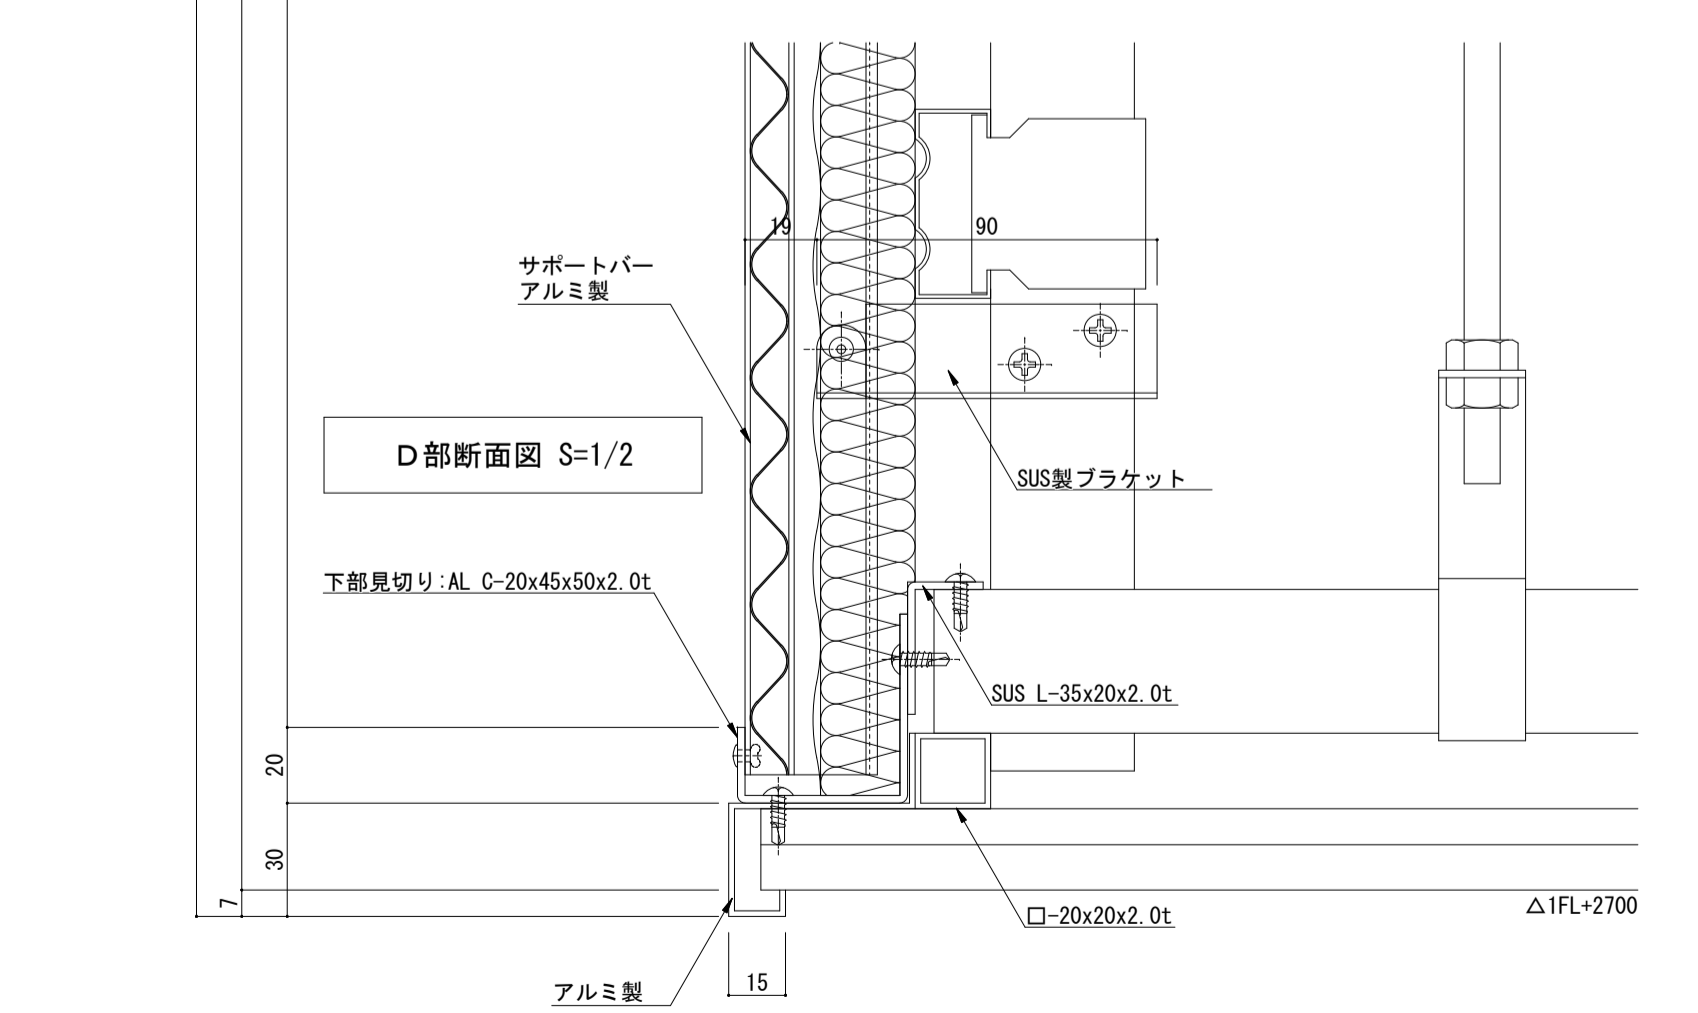 19
90
サポートバー
アルミ製
D部断面図 S=1/2
SUS製ブラケット
下部見切り:AL C-20x45x50x2.0t
SUS L-35x20x2.0t
20
30
7
□-20x20x2.0t
△1FL+2700
15
アルミ製